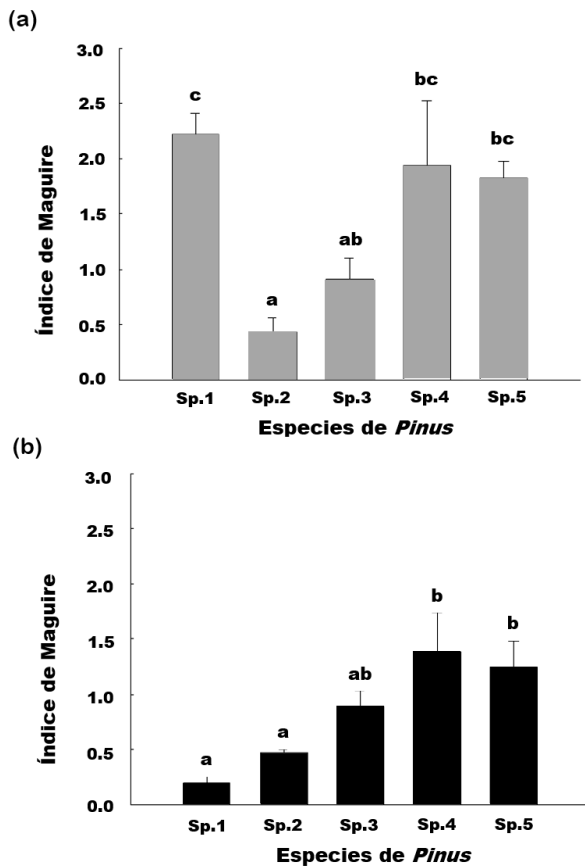 (a)
3.0
2.5
2.0
1.5
1.0
0.5
0.0
Índice de Maguire
c
a
ab
bc
bc
Sp.1 Sp.2 Sp.3 Sp.4 Sp.5
Especies de Pinus
(b)
3.0
2.5
2.0
1.5
1.0
0.5
0.0
Índice de Maguire
a
a
ab
b
b
Sp.1 Sp.2 Sp.3 Sp.4 Sp.5
Especies de Pinus